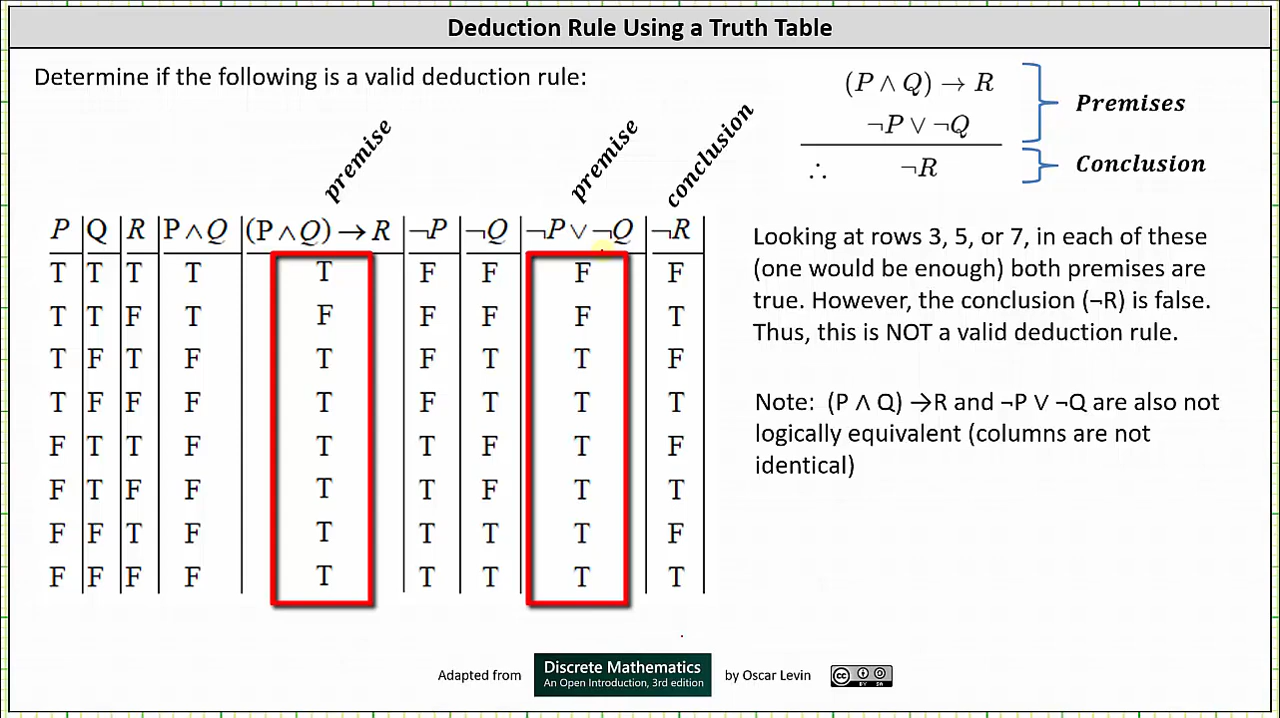 Deduction Rule Using a Truth Table
Determine if the following is a valid deduction rule:
(P ∧ Q) → R
¬P ∨ ¬Q
∴ ¬R
Premises
Conclusion
premise
premise
conclusion
P Q R P ∧ Q (P ∧ Q) → R ¬P ¬Q ¬P ∨ ¬Q ¬R
T T T T T F F F F
T T F T F F F F T
T F T F T F T T F
T F F F T F T T T
F T T F T T F T F
F T F F T T F T T
F F T F T T T T F
F F F F T T T T T
Looking at rows 3, 5, or 7, in each of these
(one would be enough) both premises are
true. However, the conclusion (¬R) is false.
Thus, this is NOT a valid deduction rule.
Note: (P ∧ Q) →R and ¬P ∨ ¬Q are also not
logically equivalent (columns are not
identical)
Adapted from
Discrete Mathematics
An Open Introduction, 3rd edition
by Oscar Levin
cc BY SA